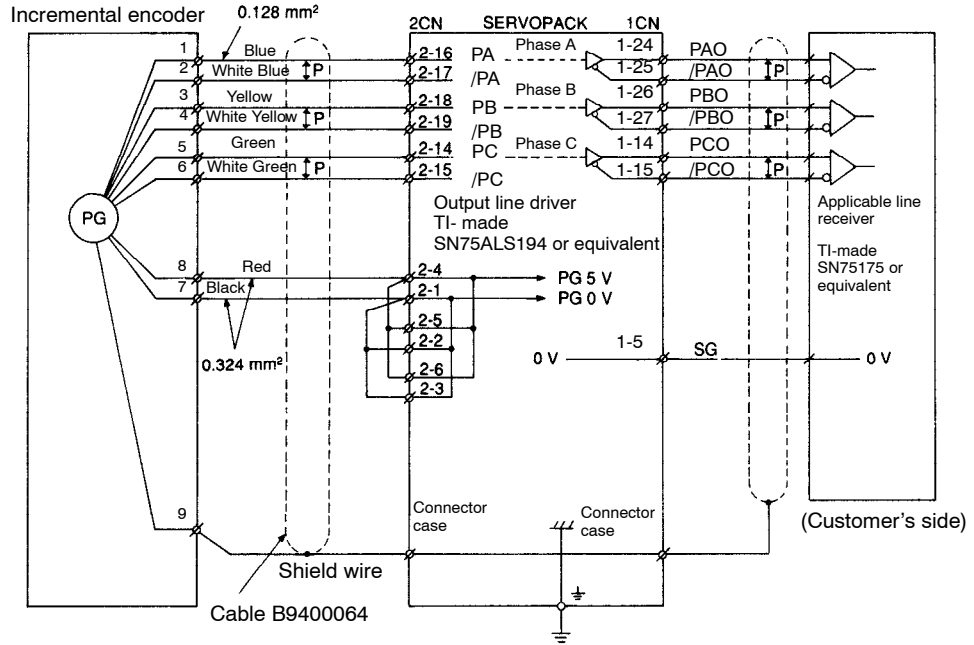 Incremental encoder
0.128 mm²
2CN SERVOPACK 1CN
1 Blue 2-16 PA Phase A 1-24 PAO
2 White Blue P 2-17 /PA 1-25 /PAO P
3 Yellow 2-18 PB Phase B 1-26 PBO
4 White Yellow P 2-19 /PB 1-27 /PBO P
5 Green 2-14 PC Phase C 1-14 PCO
6 White Green P 2-15 /PC 1-15 /PCO P
PG
Output line driver
TI- made
SN75ALS194 or equivalent
Applicable line
receiver
TI-made
SN75175 or
equivalent
8 Red 2-4 PG 5 V
7 Black 2-1 PG 0 V
2-5
2-2
2-6
2-3
0.324 mm²
0 V 1-5 SG 0 V
9
Connector
case
Connector
case
(Customer's side)
Shield wire
Cable B9400064